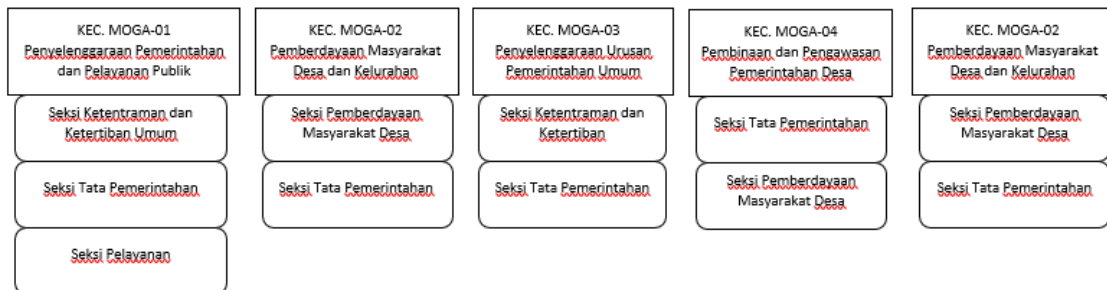 KEC. MOGA-01
Penyelenggaraan Pemerintahan
dan Pelayanan Publik
Seksi Ketentraman dan
Ketertiban Umum
Seksi Tata Pemerintahan
Seksi Pelayanan
KEC. MOGA-02
Pemberdayaan Masyarakat
Desa dan Kelurahan
Seksi Pemberdayaan
Masyarakat Desa
Seksi Tata Pemerintahan
KEC. MOGA-03
Penyelenggaraan Urusan
Pemerintahan Umum
Seksi Ketentraman dan
Ketertiban
Seksi Tata Pemerintahan
KEC. MOGA-04
Pembinaan dan Pengawasan
Pemerintahan Desa
Seksi Tata Pemerintahan
Seksi Pemberdayaan
Masyarakat Desa
KEC. MOGA-02
Pemberdayaan Masyarakat
Desa dan Kelurahan
Seksi Pemberdayaan
Masyarakat Desa
Seksi Tata Pemerintahan